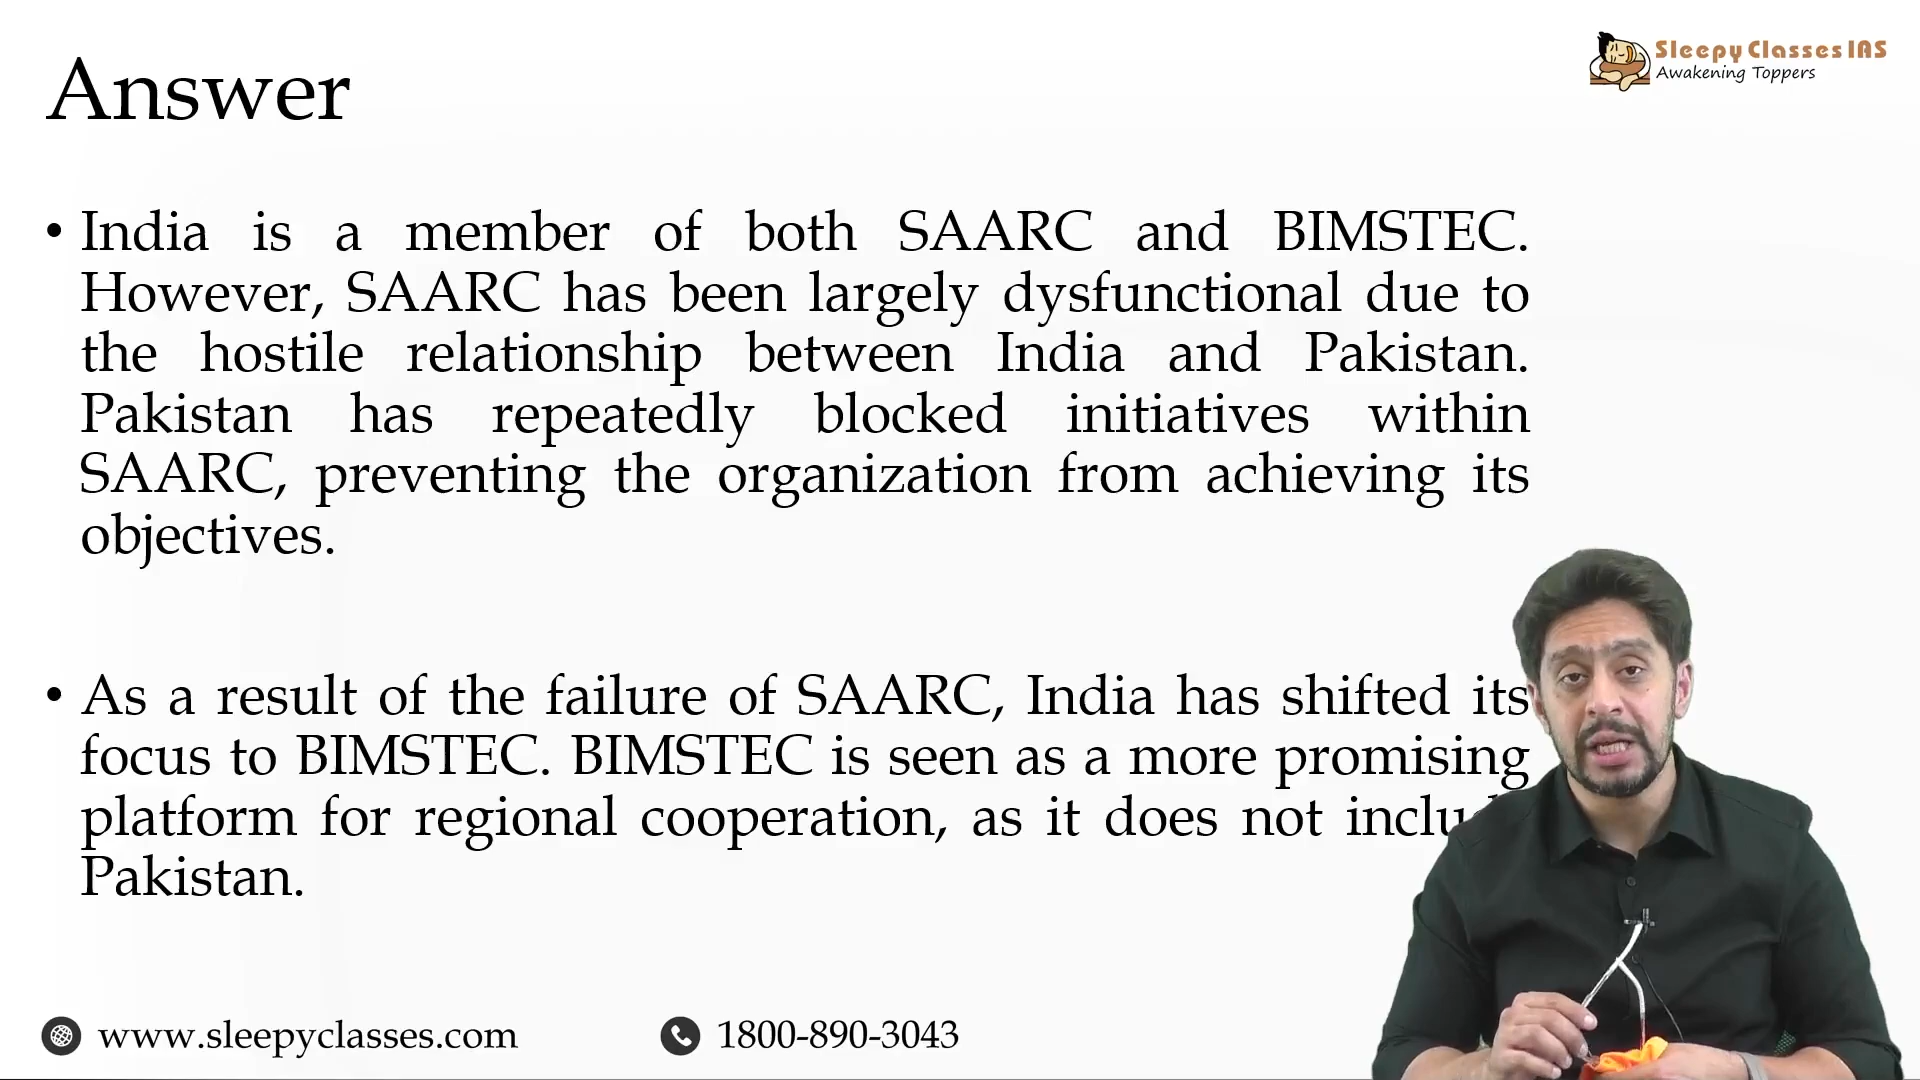 Answer
Sleepy Classes IAS
Awakening Toppers
• India is a member of both SAARC and BIMSTEC.
However, SAARC has been largely dysfunctional due to
the hostile relationship between India and Pakistan.
Pakistan has repeatedly blocked initiatives within
SAARC, preventing the organization from achieving its
objectives.
• As a result of the failure of SAARC, India has shifted its
focus to BIMSTEC. BIMSTEC is seen as a more promising
platform for regional cooperation, as it does not
Pakistan.
www.sleepyclasses.com
1800-890-3043